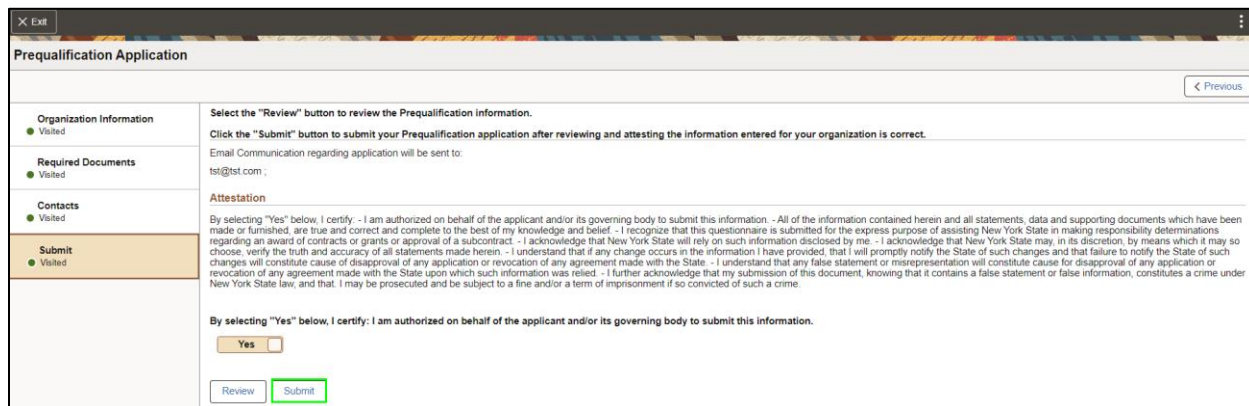 Exit
Prequalification Application
Previous
Organization Information
Visited
Required Documents
Visited
Contacts
Visited
Submit
Visited
Select the "Review" button to review the Prequalification information.
Click the "Submit" button to submit your Prequalification application after reviewing and attesting the information entered for your organization is correct.
Email Communication regarding application will be sent to:
tst@tst.com ;
Attestation
By selecting "Yes" below, I certify: - I am authorized on behalf of the applicant and/or its governing body to submit this information. - All of the information contained herein and all statements, data and supporting documents which have been
made or furnished, are true and correct and complete to the best of my knowledge and belief. - I recognize that this questionnaire is submitted for the express purpose of assisting New York State in making responsibility determinations
regarding an award of contracts or grants or approval of a subcontract. - I acknowledge that New York State will rely on such information disclosed by me. - I acknowledge that New York State may, in its discretion, by means which it may so
choose, verify the truth and accuracy of all statements made herein. - I understand that if any change occurs in the information I have provided, that I will promptly notify the State of such changes and that failure to notify the State of such
changes will constitute cause of disapproval of any application or revocation of any agreement made with the State. - I understand that any false statement or misrepresentation will constitute cause for disapproval of any application or
revocation of any agreement made with the State upon which such information was relied. - I further acknowledge that my submission of this document, knowing that it contains a false statement or false information, constitutes a crime under
New York State law, and that. I may be prosecuted and be subject to a fine and/or a term of imprisonment if so convicted of such a crime.
By selecting "Yes" below, I certify: I am authorized on behalf of the applicant and/or its governing body to submit this information.
Yes
Review
Submit